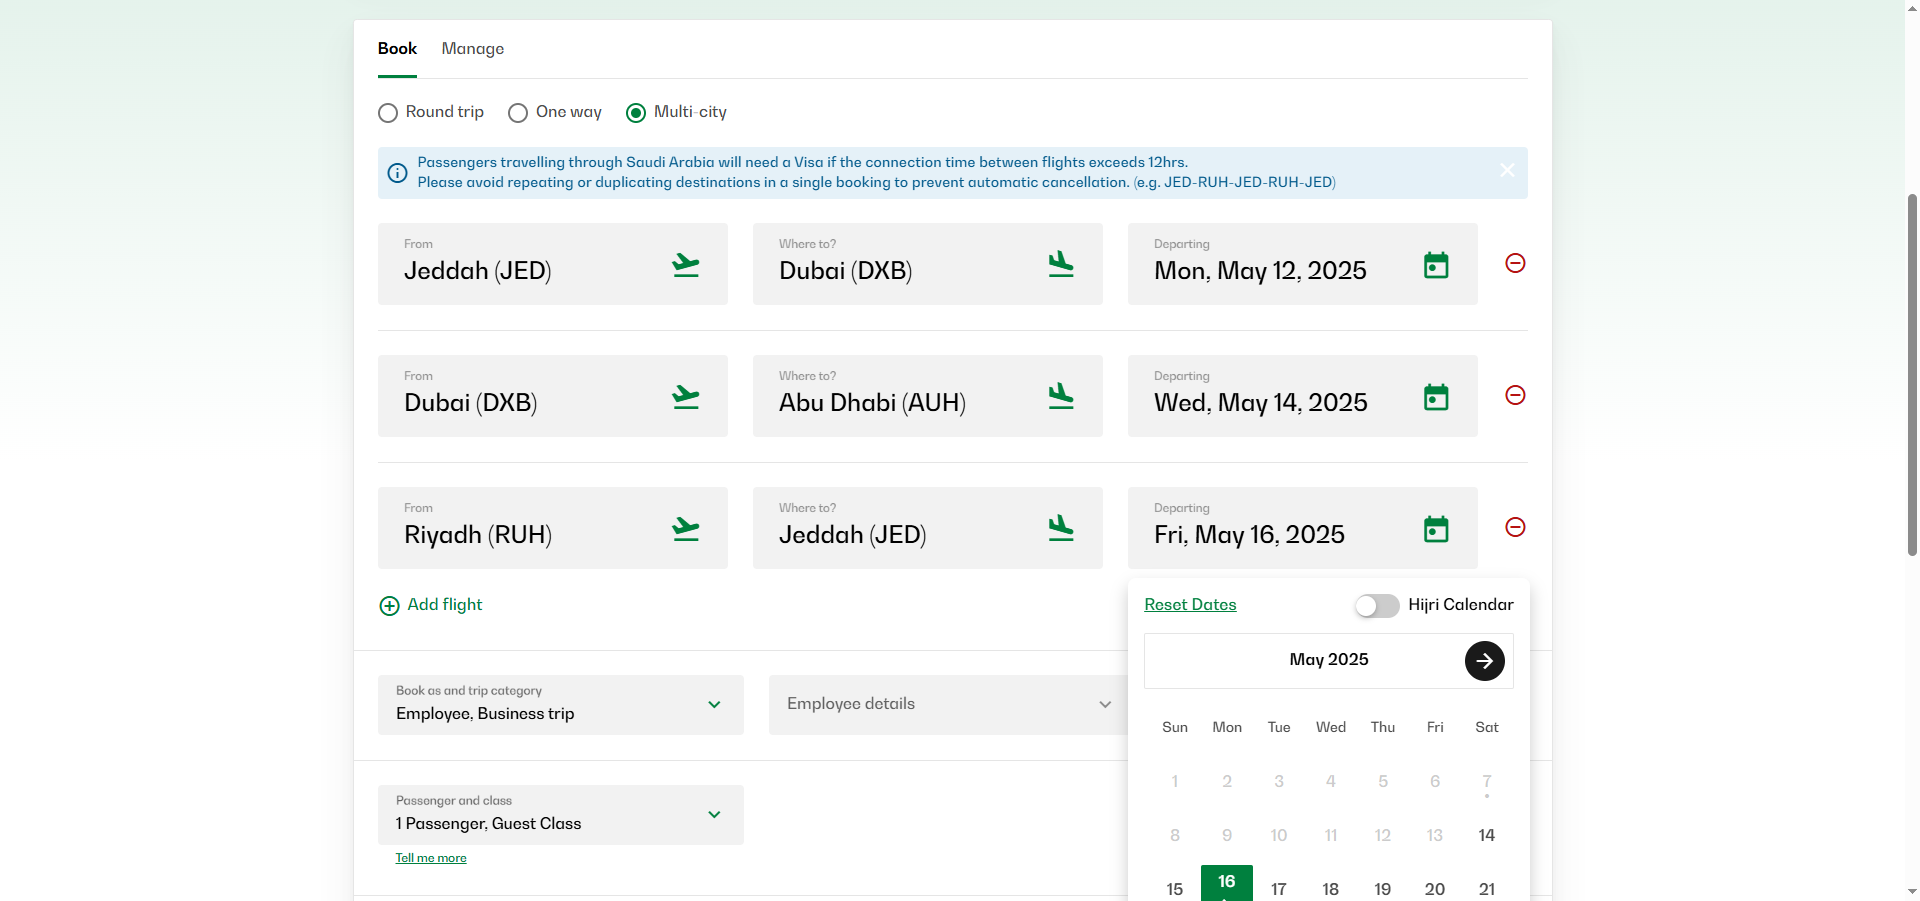 Book Manage
Round trip One way Multi-city
Passengers travelling through Saudi Arabia will need a Visa if the connection time between flights exceeds 12hrs.
Please avoid repeating or duplicating destinations in a single booking to prevent automatic cancellation. (e.g. JED-RUH-JED-RUH-JED)
From Where to? Departing
Jeddah (JED) Dubai (DXB) Mon, May 12, 2025
From Where to? Departing
Dubai (DXB) Abu Dhabi (AUH) Wed, May 14, 2025
From Where to? Departing
Riyadh (RUH) Jeddah (JED) Fri, May 16, 2025
Add flight
Reset Dates Hijri Calendar
May 2025
Book as and trip category
Employee, Business trip
Employee details
Sun Mon Tue Wed Thu Fri Sat
1 2 3 4 5 6 7
8 9 10 11 12 13 14
15 16 17 18 19 20 21
Passenger and class
1 Passenger, Guest Class
Tell me more